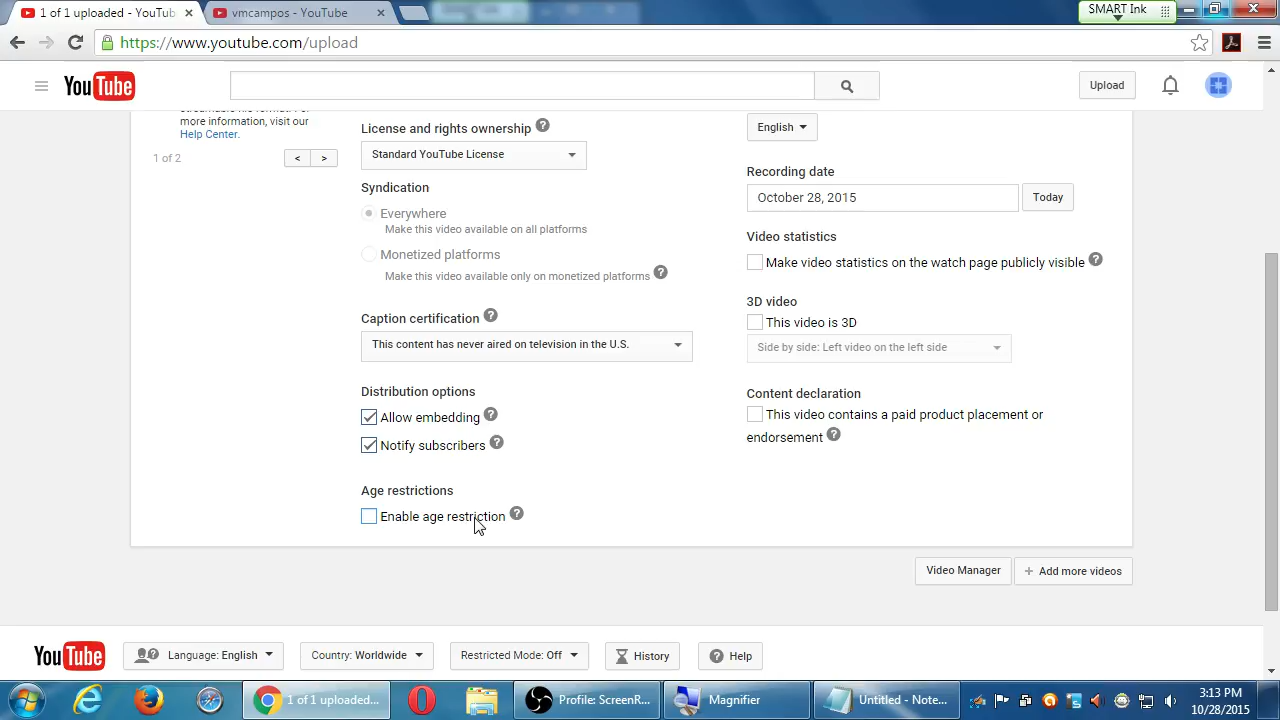 1 of 1 uploaded - YouTube
vmcampos - YouTube
SMART Ink
https://www.youtube.com/upload
YouTube
Upload
more information, visit our
Help Center.
1 of 2
< >
License and rights ownership ?
Standard YouTube License
Syndication
Everywhere
Make this video available on all platforms
Monetized platforms
Make this video available only on monetized platforms ?
Caption certification ?
This content has never aired on television in the U.S.
Distribution options
Allow embedding ?
Notify subscribers ?
Age restrictions
Enable age restriction ?
English
Recording date
October 28, 2015
Today
Video statistics
Make video statistics on the watch page publicly visible ?
3D video
This video is 3D
Side by side: Left video on the left side
Content declaration
This video contains a paid product placement or
endorsement ?
Video Manager
+ Add more videos
YouTube
Language: English
Country: Worldwide
Restricted Mode: Off
History
? Help
1 of 1 uploaded...
Profile: ScreenR...
Magnifier
Untitled - Note...
3:13 PM
10/28/2015